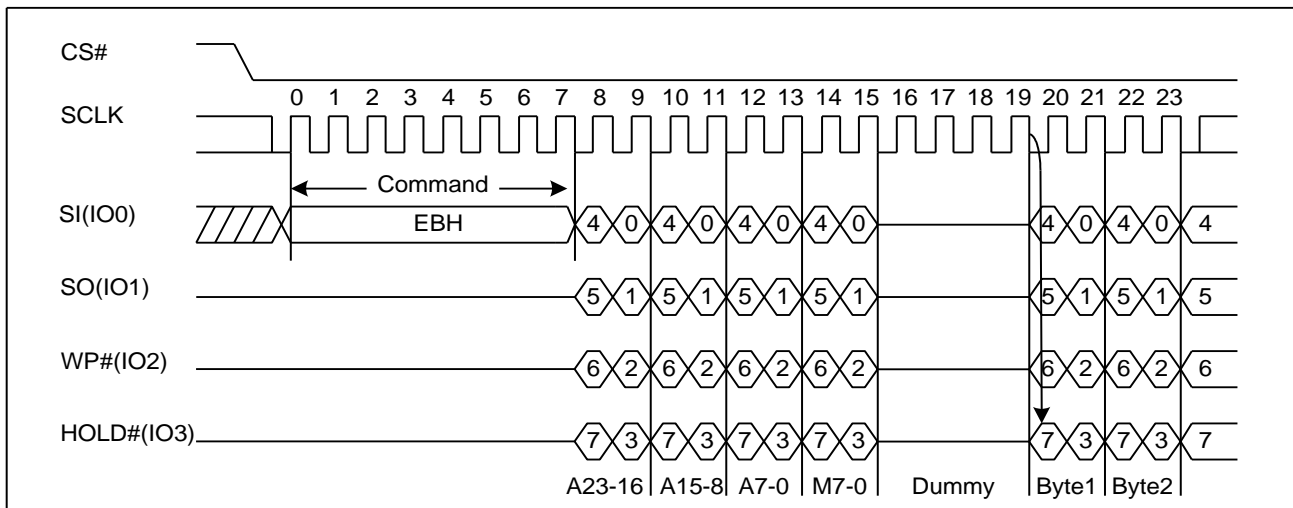 CS#
0 1 2 3 4 5 6 7 8 9 10 11 12 13 14 15 16 17 18 19 20 21 22 23
SCLK
Command
SI(IO0) EBH 4 0 4 0 4 0 4 0 4 0 4 0 4
SO(IO1) 5 1 5 1 5 1 5 1 5 1 5 1 5
WP#(IO2) 6 2 6 2 6 2 6 2 6 2 6 2 6
HOLD#(IO3) 7 3 7 3 7 3 7 3 7 3 7 3 7
A23-16 A15-8 A7-0 M7-0 Dummy Byte1 Byte2